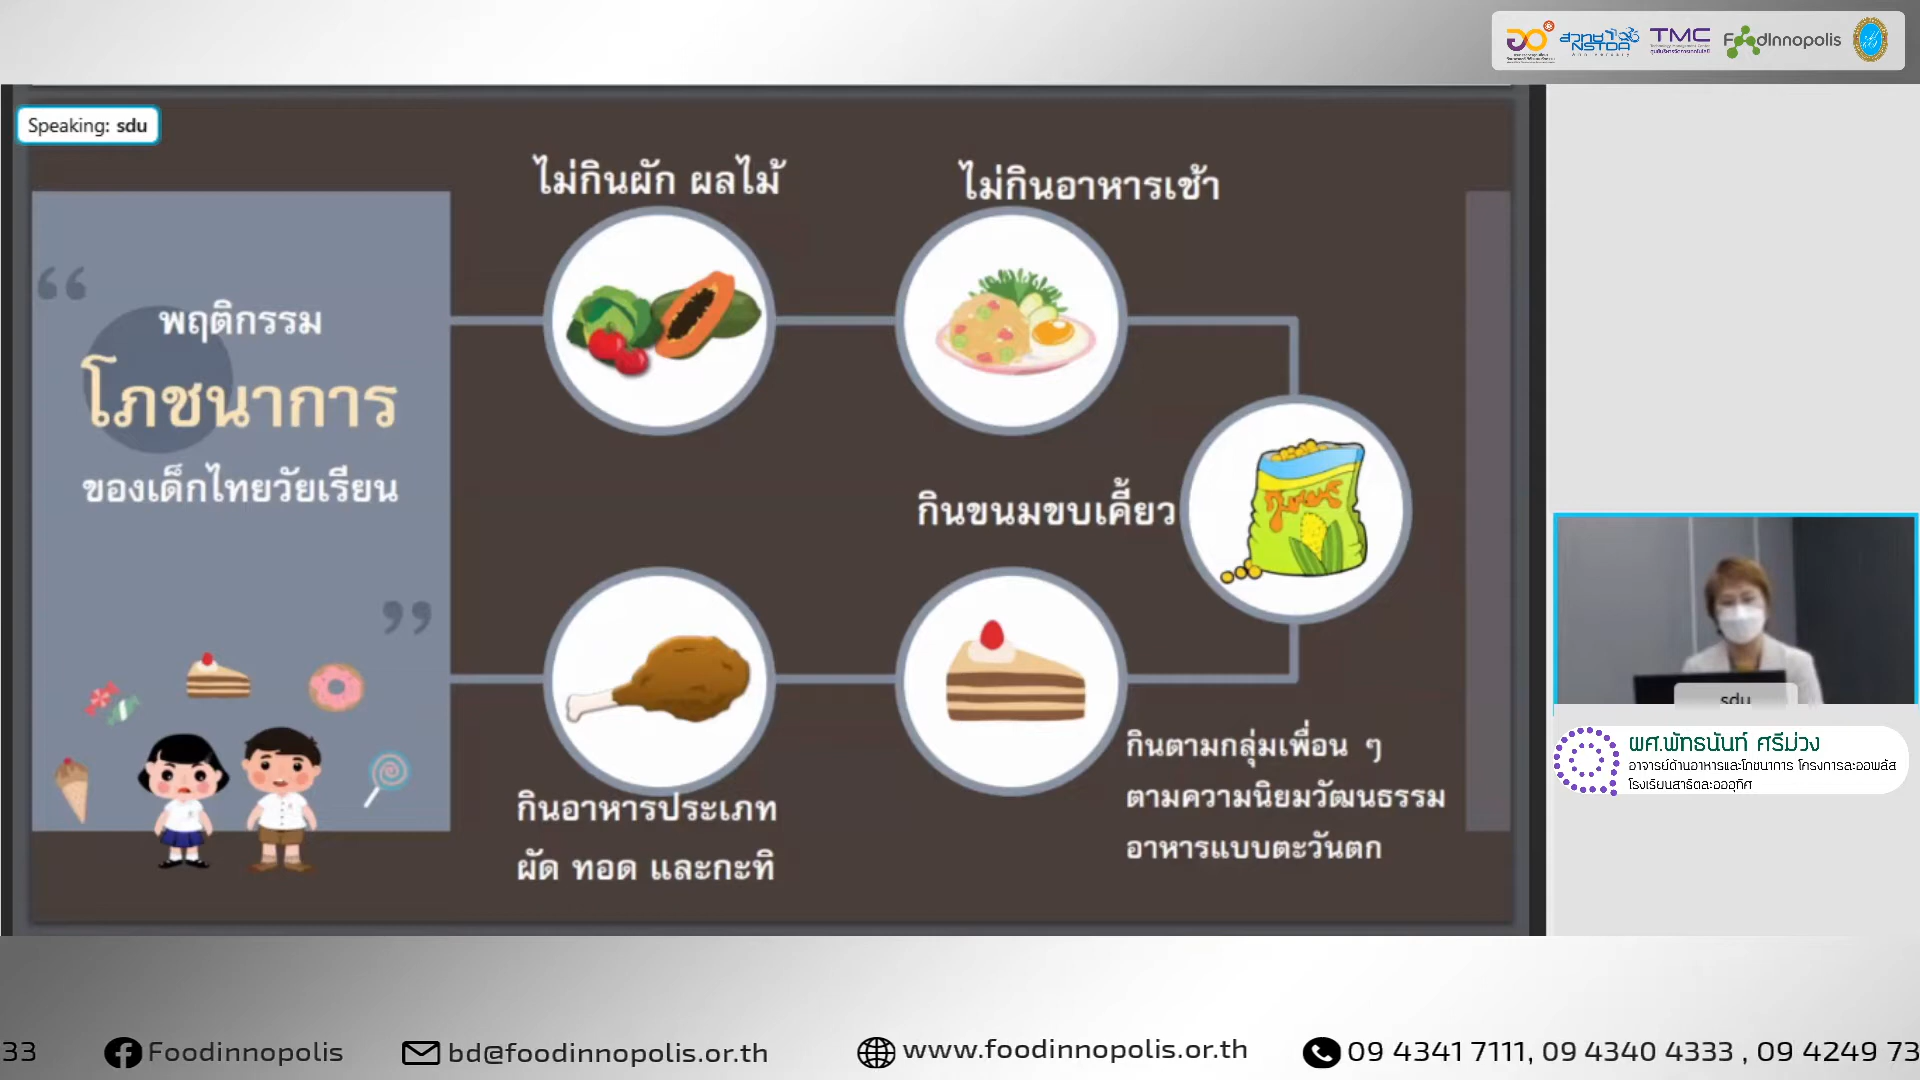 สวทช
NSTDA
TMC
FoodInnopolis
Speaking: sdu
พฤติกรรม
โภชนาการ
ของเด็กไทยวัยเรียน
ไม่กินผัก ผลไม้
ไม่กินอาหารเช้า
กินขนมขบเคี้ยว
กินอาหารประเภท
ผัด ทอด และกะทิ
กินตามกลุ่มเพื่อน ๆ
ตามความนิยมวัฒนธรรม
อาหารแบบตะวันตก
sdu
ผศ.พัทธนันท์ ศรีม่วง
อาจารย์ด้านอาหารและโภชนาการ โครงการละออพลัส
โรงเรียนสาธิตละอออุทิศ
33 Foodinnopolis bd@foodinnopolis.or.th www.foodinnopolis.or.th 09 4341 7111, 09 4340 4333 , 09 4249 73